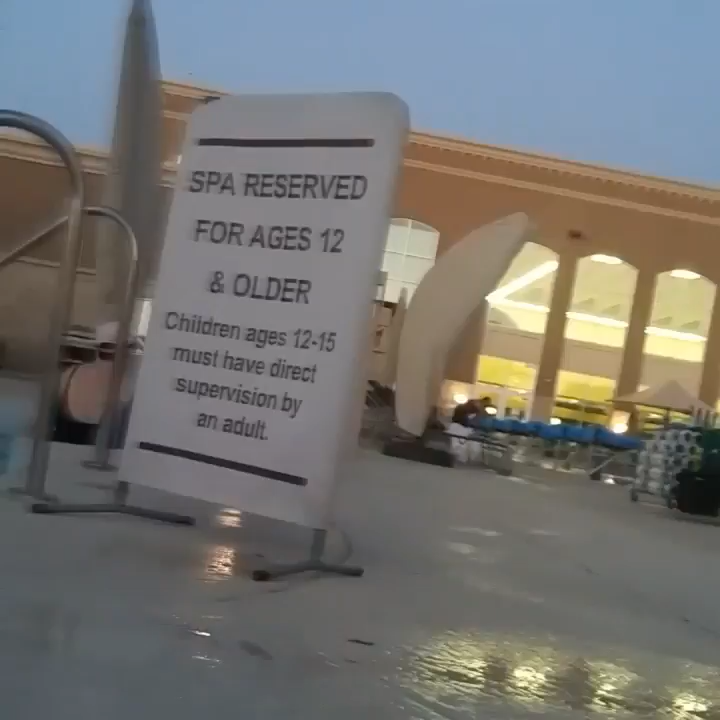 SPA RESERVED
FOR AGES 12
& OLDER
Children ages 12-15
must have direct
supervision by
an adult.